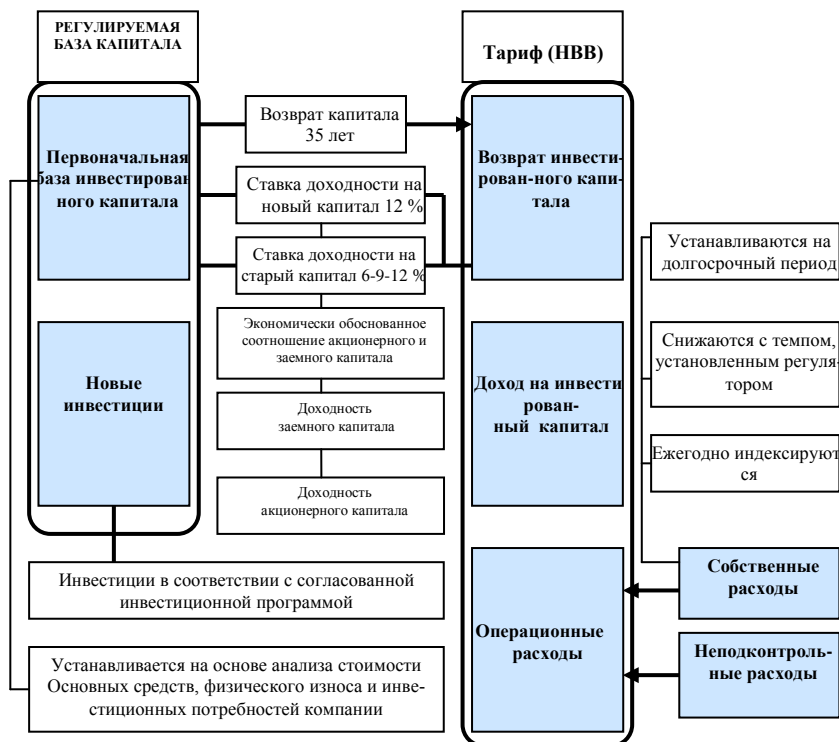 РЕГУЛИРУЕМАЯ
БАЗА КАПИТАЛА
Тариф (НВВ)
Первоначальная
база инвестирован
ного капитала
Новые
инвестиции
Возврат капитала
35 лет
Ставка доходности на
новый капитал 12 %
Ставка доходности на
старый капитал 6-9-12 %
Экономически обоснованное
соотношение акционерного и
заемного капитала
Доходность
заемного капитала
Доходность
акционерного капитала
Возврат инвести-
рован-ного капи-
тала
Доход на инвести
рован-
ный капитал
Операционные
расходы
Устанавливаются на
долгосрочный период
Снижаются с темпом,
установленным регуля-
тором
Ежегодно индексируют
ся
Собственные
расходы
Неподконтроль-
ные расходы
Инвестиции в соответствии с согласованной
инвестиционной программой
Устанавливается на основе анализа стоимости
Основных средств, физического износа и инве-
стиционных потребностей компании